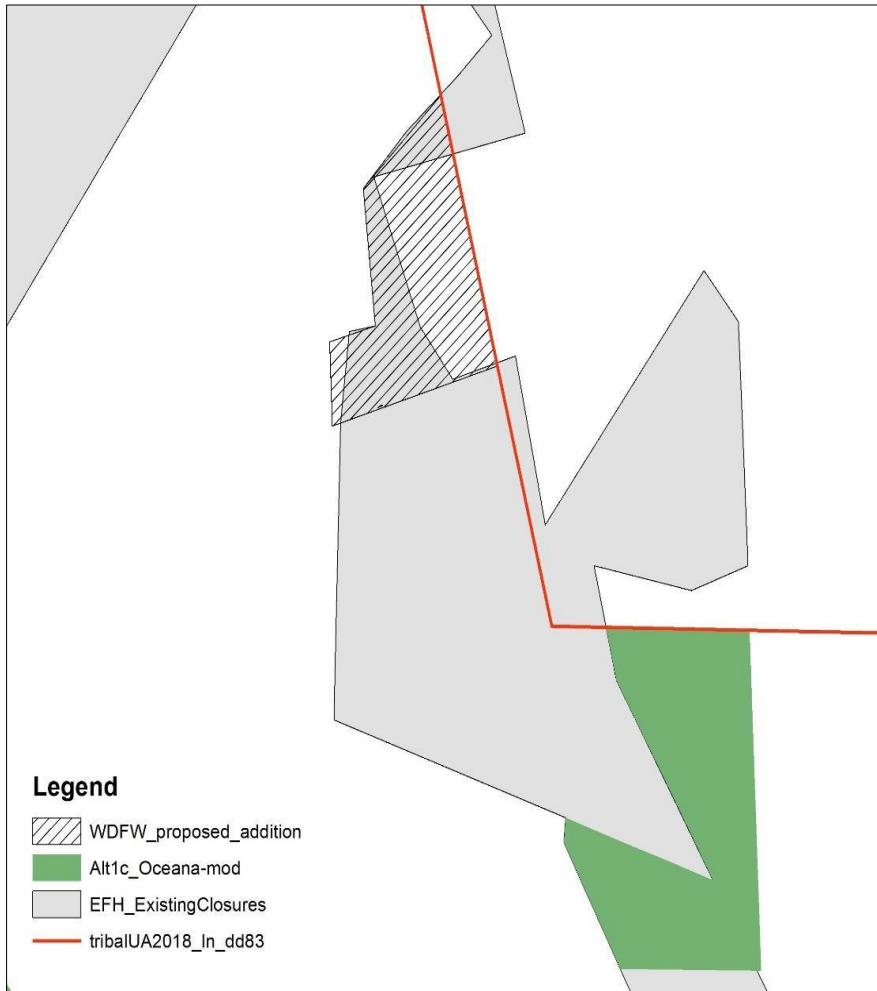 Legend
WDFW_proposed_addition
Alt1c_Oceana-mod
EFH_ExistingClosures
tribalUA2018_ln_dd83